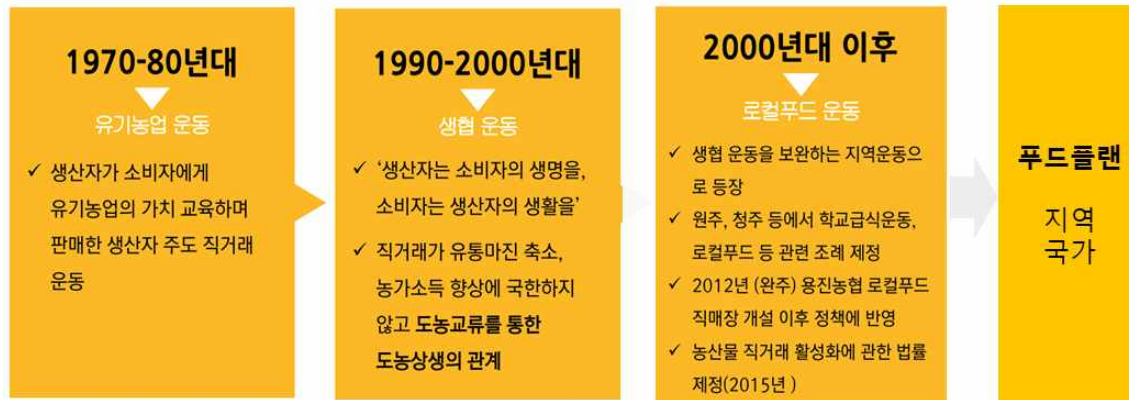 1970-80년대
유기농업 운동
✓ 생산자가 소비자에게
유기농업의 가치 교육하며
판매한 생산자 주도 직거래
운동
1990-2000년대
생협 운동
✓ ‘생산자는 소비자의 생명을,
소비자는 생산자의 생활을’
✓ 직거래가 유통마진 축소,
농가소득 향상에 국한하지
않고 도농교류를 통한
도농상생의 관계
2000년대 이후
로컬푸드 운동
✓ 생협 운동을 보완하는 지역운동으
로 등장
✓ 원주, 청주 등에서 학교급식운동,
로컬푸드 등 관련 조례 제정
✓ 2012년 (완주) 용진농협 로컬푸드
직매장 개설 이후 정책에 반영
✓ 농산물 직거래 활성화에 관한 법률
제정(2015년 )
푸드플랜
지역
국가